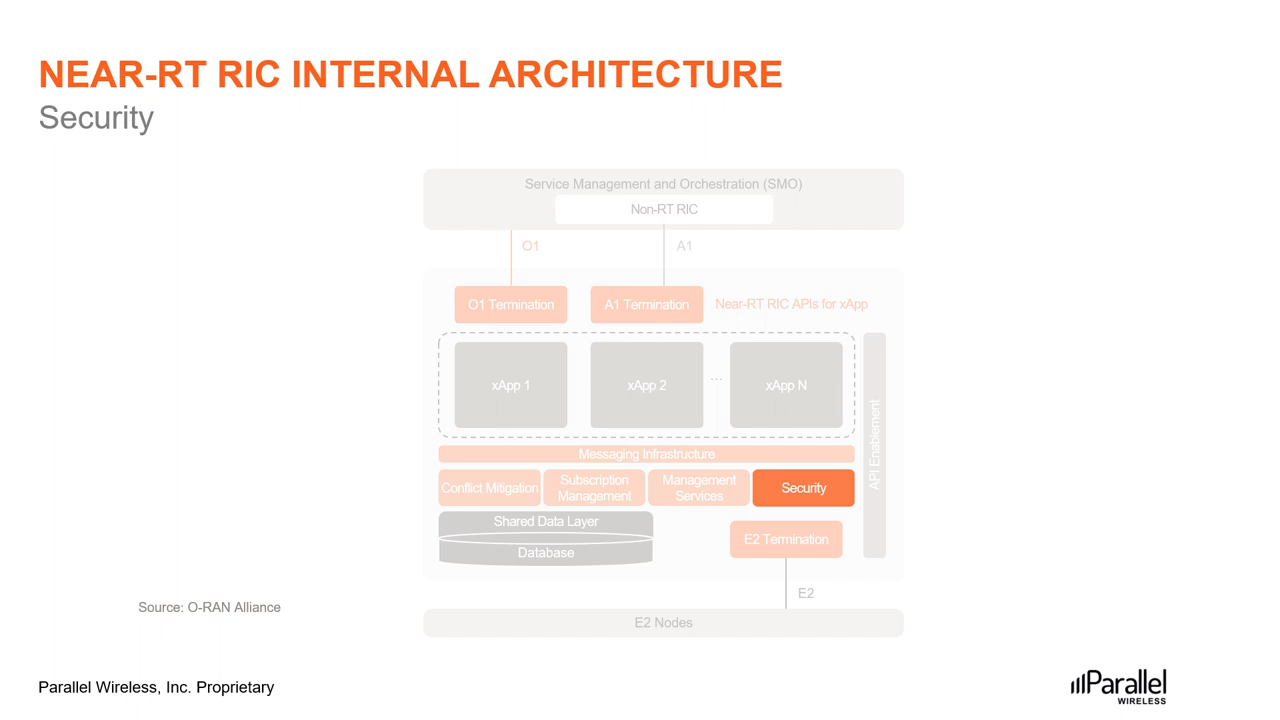 NEAR-RT RIC INTERNAL ARCHITECTURE
Security
Service Management and Orchestration (SMO)
Non-RT RIC
O1
A1
O1 Termination
A1 Termination
Near-RT RIC APIs for xApp
xApp 1
xApp 2
...
xApp N
API Enablement
Messaging Infrastructure
Conflict Mitigation
Subscription
Management
Management
Services
Security
Shared Data Layer
Database
E2 Termination
E2
E2 Nodes
Source: O-RAN Alliance
Parallel Wireless, Inc. Proprietary
Parallel
WIRELESS